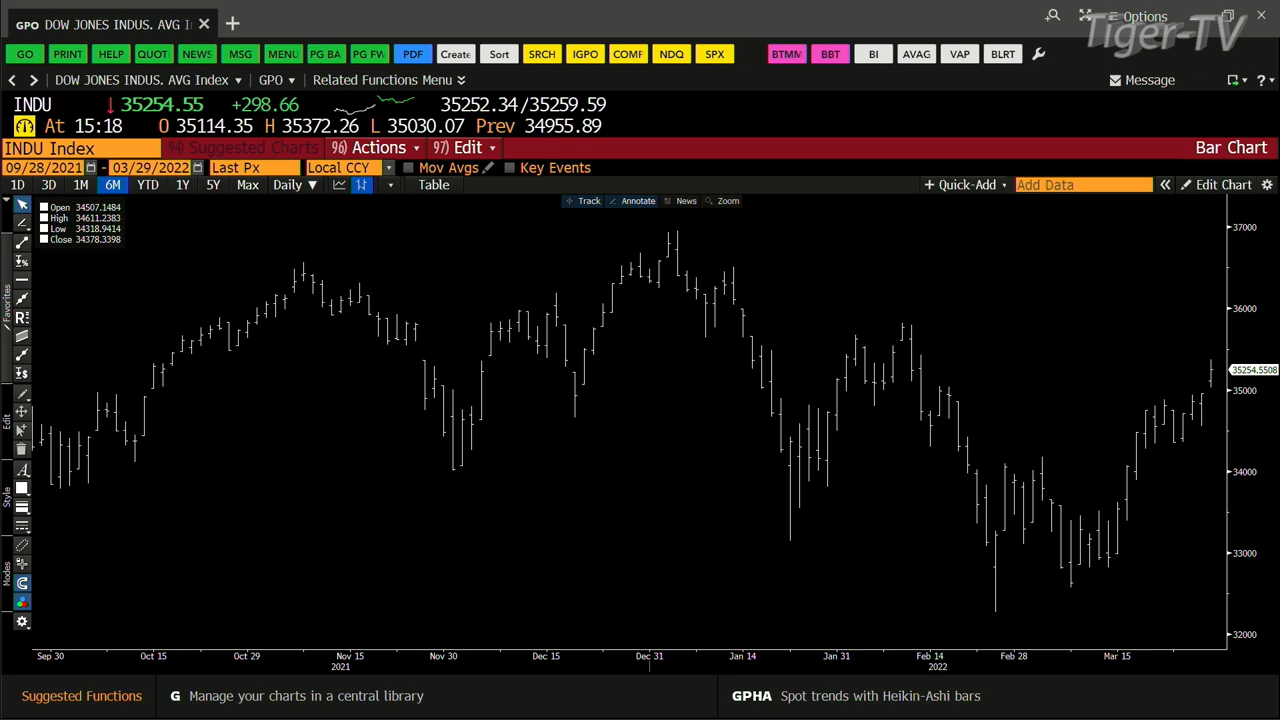 GPO DOW JONES INDUS. AVG I
Options
Tiger-TV
GO PRINT HELP QUOT NEWS MSG MENU PG BA PG FW PDF Create Sort SRCH IGPO COMP NDQ SPX BTMM BBT BI AVAG VAP BLRT
DOW JONES INDUS. AVG Index GPO Related Functions Menu Message ?
INDU 35254.55 +298.66 35252.34/35259.59
At 15:18 O 35114.35 H 35372.26 L 35030.07 Prev 34955.89
INDU Index 94) Suggested Charts 96) Actions 97) Edit Bar Chart
09/28/2021 - 03/29/2022 Last Px Local CCY Mov Avgs Key Events
1D 3D 1M 6M YTD 1Y 5Y Max Daily Table + Quick-Add Add Data Edit Chart
Track Annotate News Zoom
Open 34507.1484
High 34611.2383
Low 34318.9414
Close 34378.3398
Favorites
Edit
Style
Modes
37000
36000
35254.5508
35000
34000
33000
32000
Sep 30 Oct 15 Oct 29 Nov 15 Nov 30 Dec 15 Dec 31 Jan 14 Jan 31 Feb 14 Feb 28 Mar 15
2021 2022
Suggested Functions G Manage your charts in a central library GPHA Spot trends with Heikin-Ashi bars